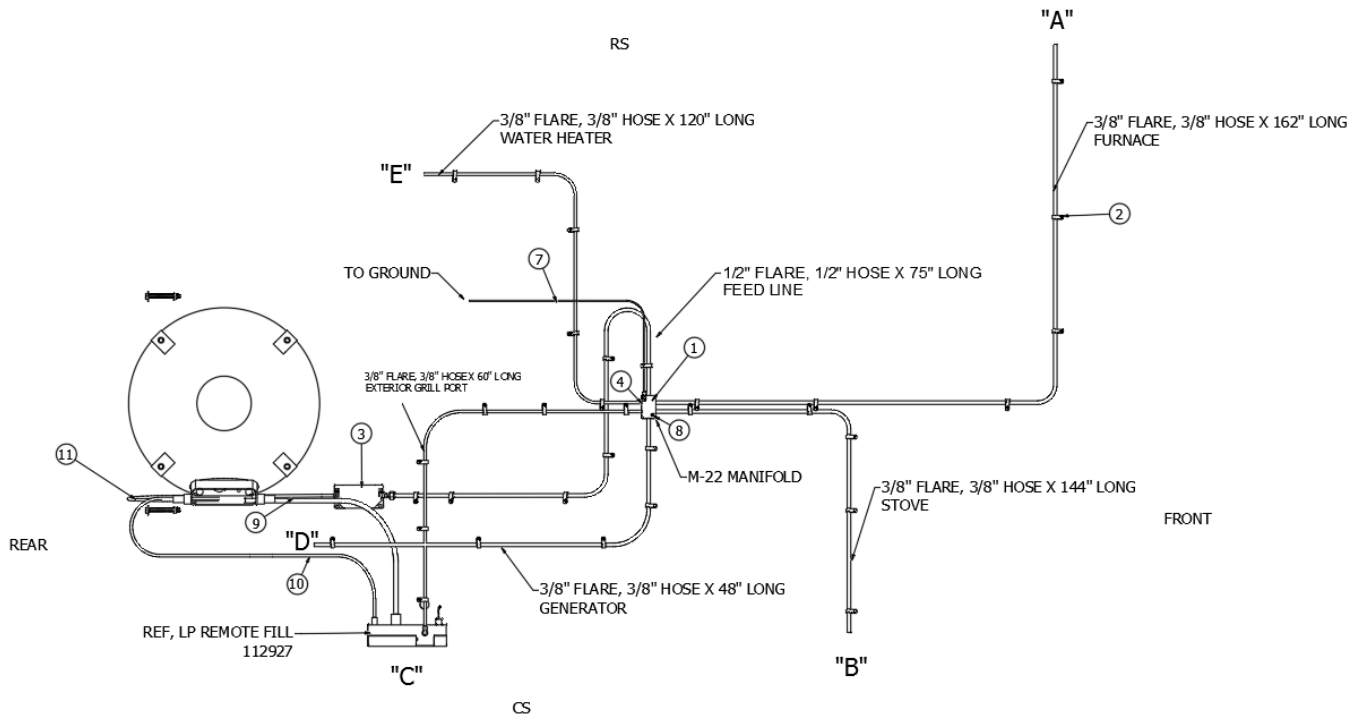 "A"
RS
3/8" FLARE, 3/8" HOSE X 120" LONG
WATER HEATER
3/8" FLARE, 3/8" HOSE X 162" LONG
FURNACE
"E"
2
7
TO GROUND
1/2" FLARE, 1/2" HOSE X 75" LONG
FEED LINE
1
3/8" FLARE, 3/8" HOSE X 60" LONG
EXTERIOR GRILL PORT
4
8
3
11
M-22 MANIFOLD
3/8" FLARE, 3/8" HOSE X 144" LONG
STOVE
9
FRONT
REAR
"D"
10
3/8" FLARE, 3/8" HOSE X 48" LONG
GENERATOR
REF, LP REMOTE FILL
112927
"C"
"B"
CS